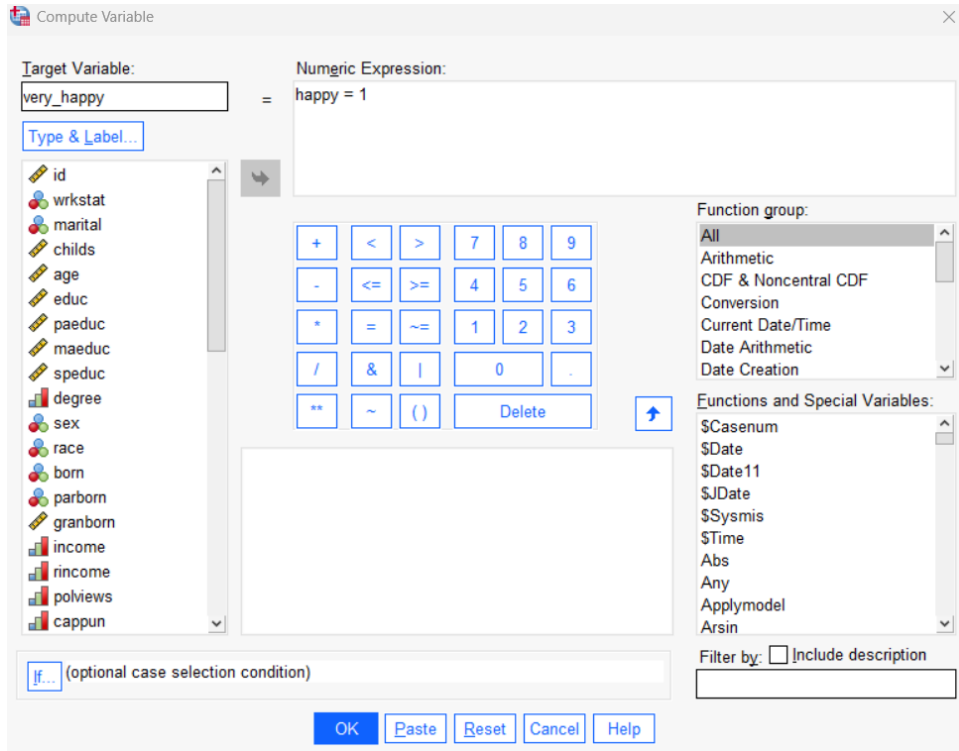 Compute Variable
Target Variable:
very_happy
=
Numeric Expression:
happy = 1
Type & Label...
id
wrkstat
marital
childs
age
educ
paeduc
maeduc
speduc
degree
sex
race
born
parborn
granborn
income
rincome
polviews
cappun
+ < > 7 8 9
- <= >= 4 5 6
* = ~= 1 2 3
/ & | 0 .
** ~ ( ) Delete
Function group:
All
Arithmetic
CDF & Noncentral CDF
Conversion
Current Date/Time
Date Arithmetic
Date Creation
Functions and Special Variables:
$Casenum
$Date
$Date11
$JDate
$Sysmis
$Time
Abs
Any
Applymodel
Arsin
If... (optional case selection condition)
Filter by: Include description
OK Paste Reset Cancel Help